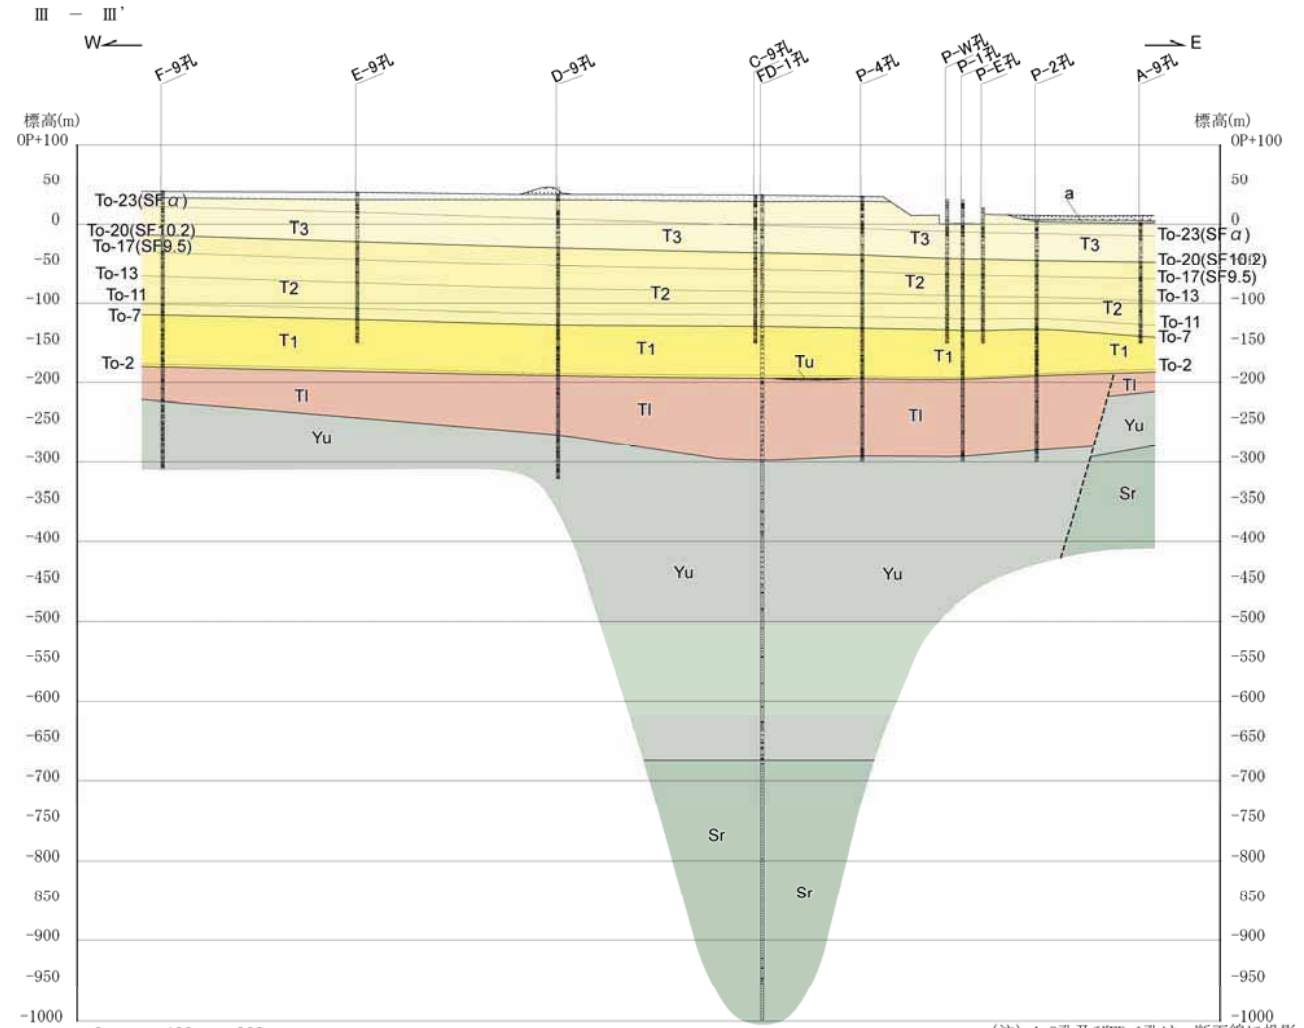 Ⅲ － Ⅲ'
W
E
F-9孔
E-9孔
D-9孔
C-9孔
FD-1孔
P-4孔
P-W孔
P-1孔
P-E孔
P-2孔
A-9孔
標高(m)
OP+100
50
0
-50
-100
-150
-200
-250
-300
-350
-400
-450
-500
-550
-600
-650
-700
-750
-800
850
-900
-950
-1000
標高(m)
OP+100
50
0
-100
-150
-200
-250
-300
-350
-400
-450
-500
-550
-600
-650
-700
-750
-800
850
-900
-950
-1000
To-23(SFα)
To-20(SF10.2)
To-17(SF9.5)
To-13
To-11
To-7
To-2
To-23(SFα)
To-20(SF10.2)
To-17(SF9.5)
To-13
To-11
To-7
To-2
a
T3
T3
T3
T3
T2
T2
T2
T2
T1
T1
Tu
T1
T1
Tl
Tl
Tl
Tl
Yu
Yu
Yu
Yu
Sr
Sr
Sr